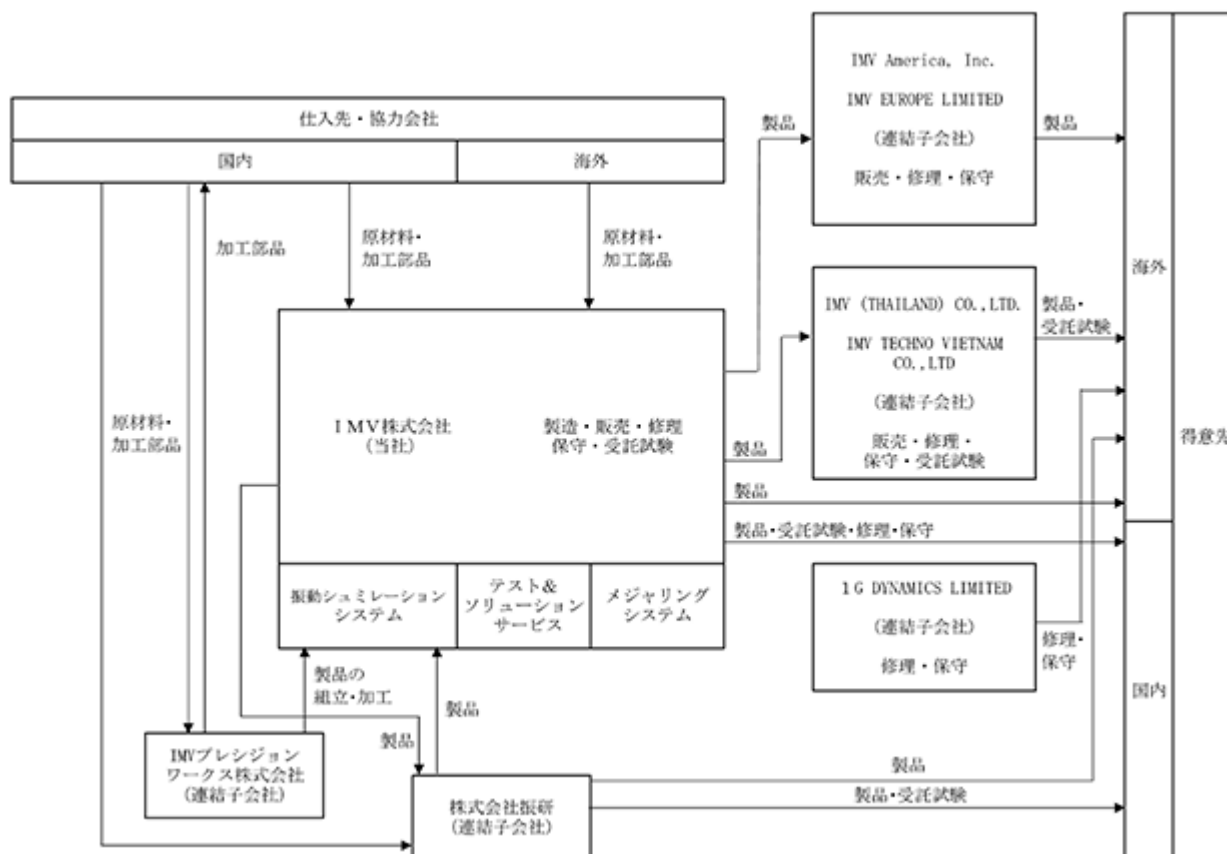 仕入先・協力会社
国内
海外
加工部品
原材料・
加工部品
原材料・
加工部品
原材料・
加工部品
ＩＭＶ株式会社
(当社)
製造・販売・修理
保守・受託試験
振動シュミレーション
システム
テスト&
ソリューション
サービス
メジャリング
システム
製品の
組立・加工
製品
製品
IMVプレシジョン
ワークス株式会社
(連結子会社)
株式会社振研
(連結子会社)
製品
IMV America, Inc.
IMV EUROPE LIMITED
(連結子会社)
販売・修理・保守
製品
製品
IMV (THAILAND) CO.,LTD.
IMV TECHNO VIETNAM
CO.,LTD
(連結子会社)
販売・修理・
保守・受託試験
製品・
受託試験
製品
製品・受託試験・修理・保守
1G DYNAMICS LIMITED
(連結子会社)
修理・保守
修理・
保守
製品
製品・受託試験
海外
国内
得意先